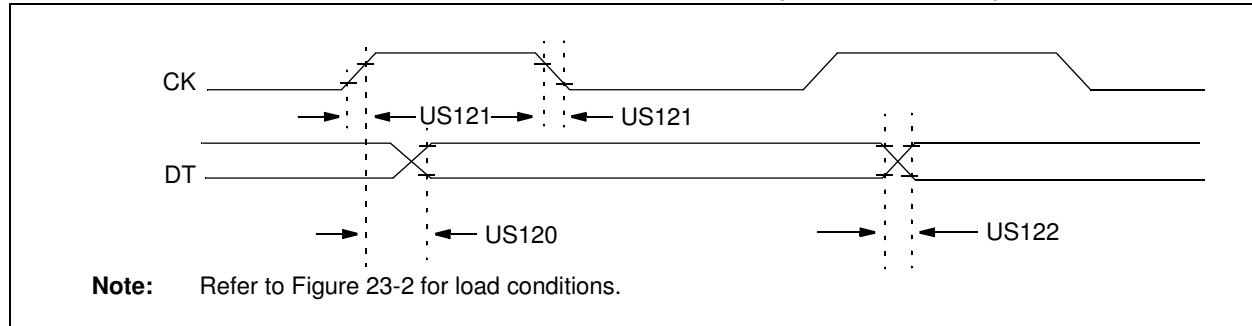 CK
US121 US121
DT
US120 US122
Note: Refer to Figure 23-2 for load conditions.